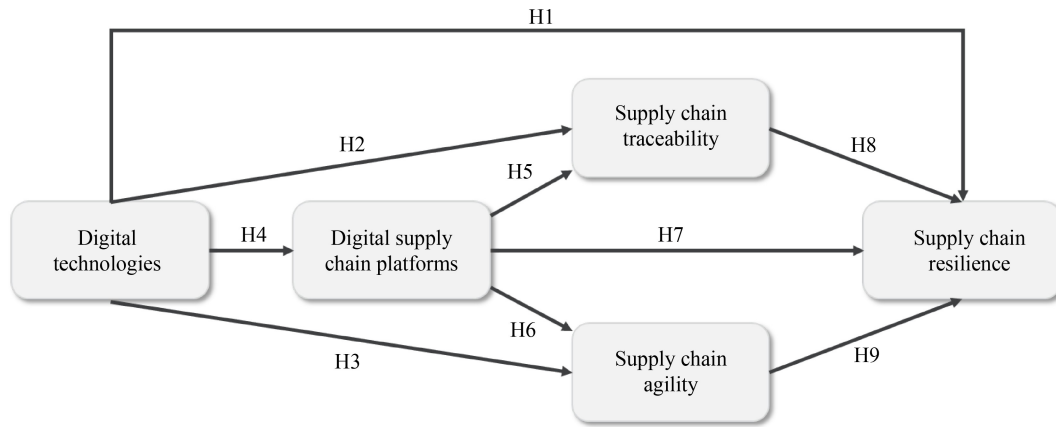 H1
Supply chain
traceability
H2
H8
H5
Digital
technologies
H4
Digital supply
chain platforms
H7
Supply chain
resilience
H6
H3
Supply chain
agility
H9